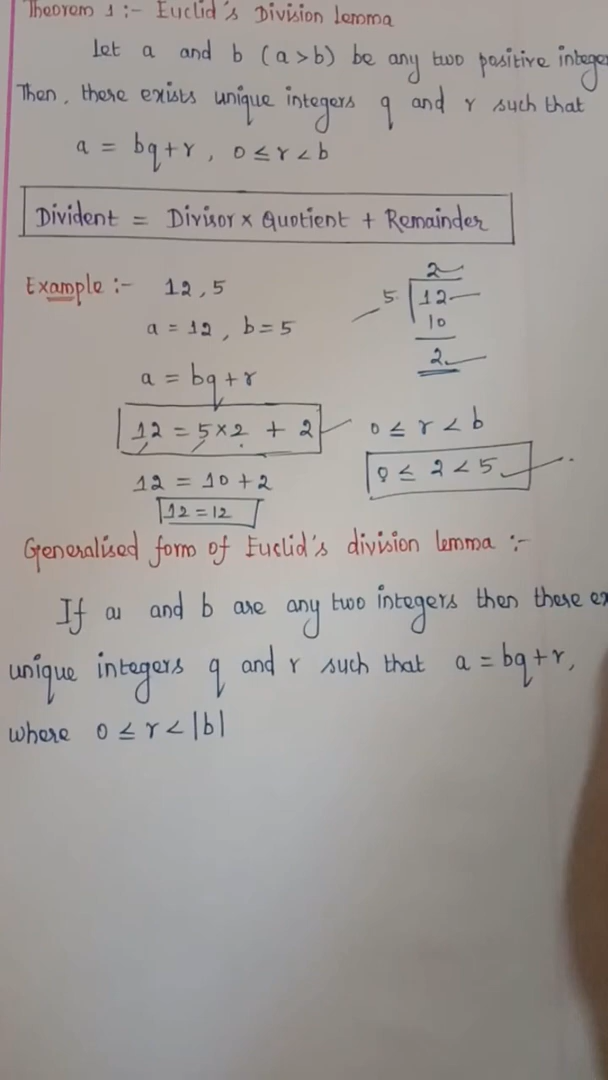 Theorem 1 :- Euclid's Division lemma
Let a and b (a > b) be any two positive integer
Then, there exists unique integers q and r such that
a = bq + r, 0 ≤ r < b
Divident = Divisor × Quotient + Remainder
Example :- 12, 5
a = 12, b = 5
a = bq + r
12 = 5 × 2 + 2
12 = 10 + 2
12 = 12
2
5 12
10
2
0 ≤ r < b
0 ≤ 2 < 5
Generalised form of Euclid's division lemma :-
If a and b are any two integers then there ex
unique integers q and r such that a = bq + r,
where 0 ≤ r < |b|